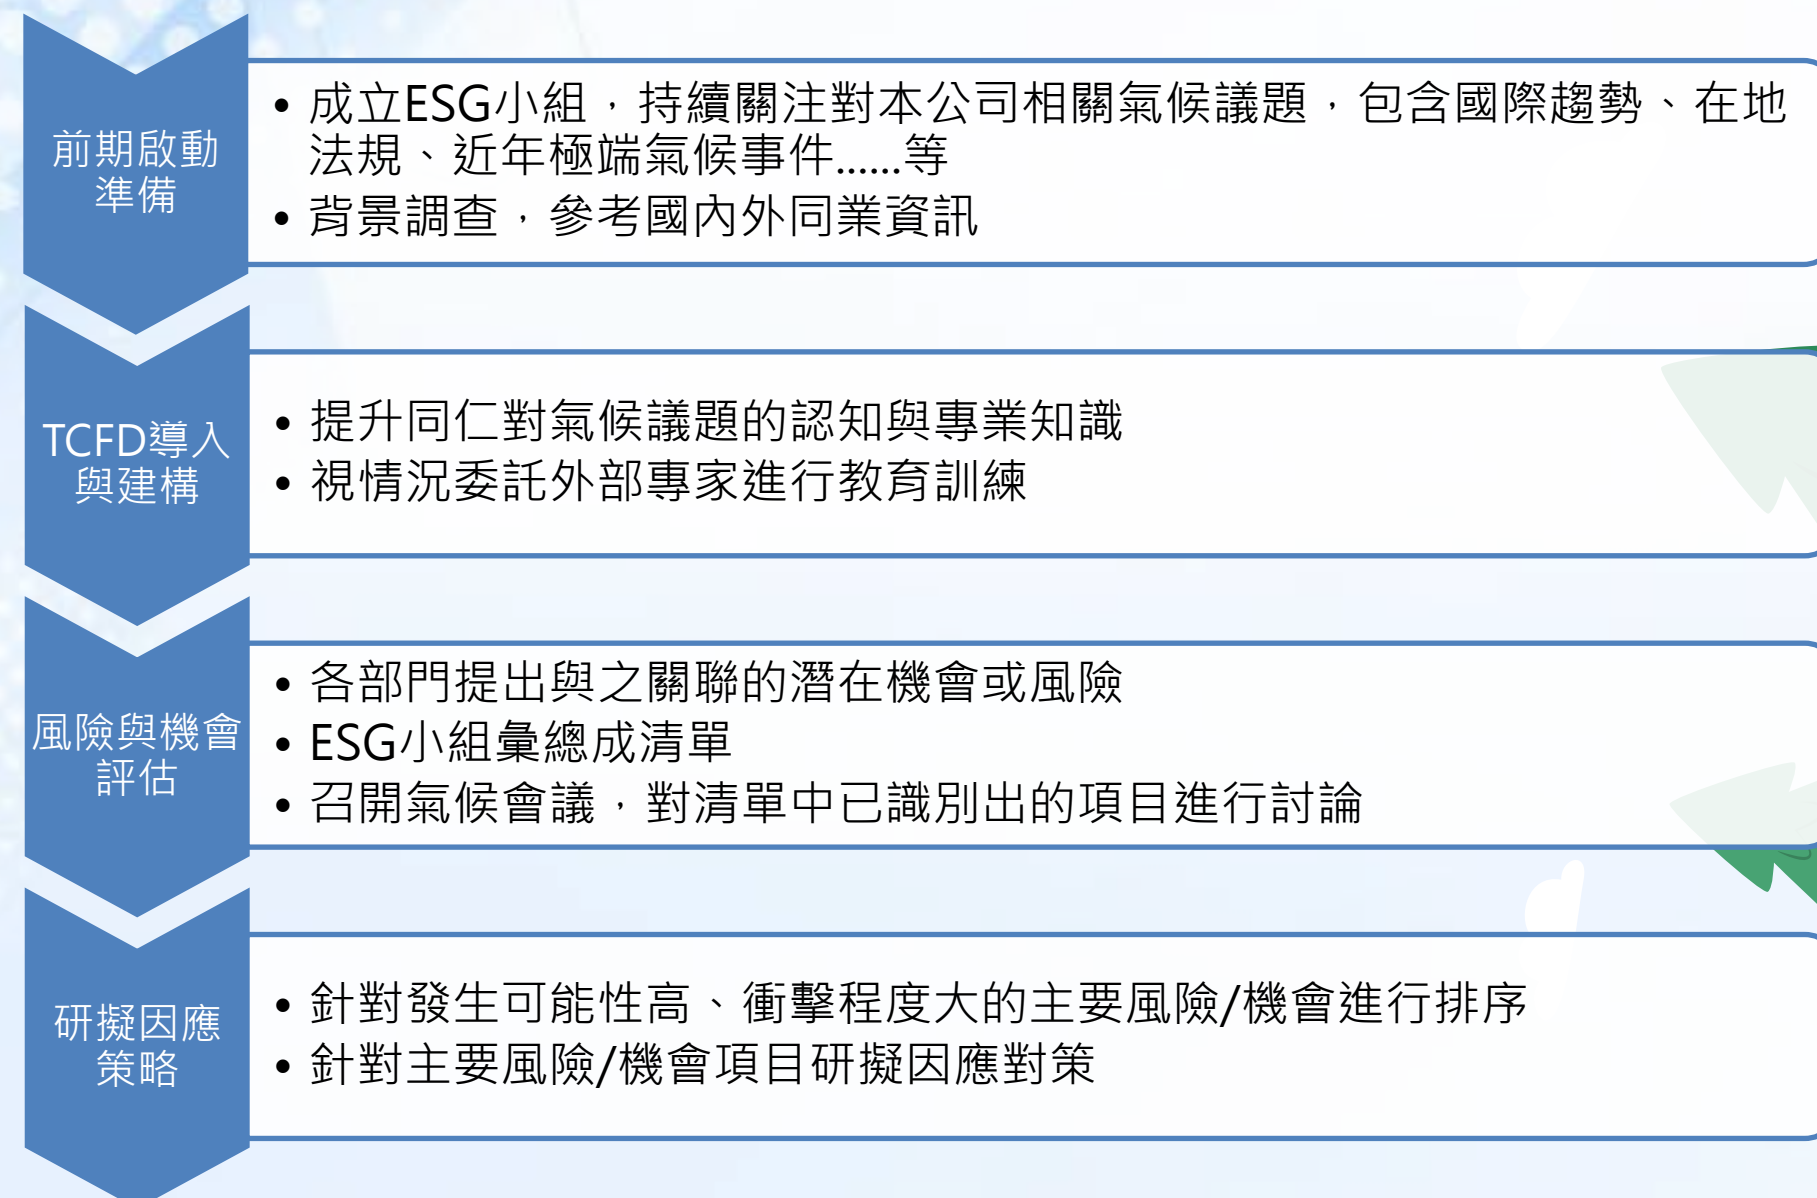 前期啟動
準備
• 成立ESG小組，持續關注對本公司相關氣候議題，包含國際趨勢、在地
法規、近年極端氣候事件......等
• 背景調查，參考國內外同業資訊
TCFD導入
與建構
• 提升同仁對氣候議題的認知與專業知識
• 視情況委託外部專家進行教育訓練
風險與機會
評估
• 各部門提出與之關聯的潛在機會或風險
• ESG小組彙總成清單
• 召開氣候會議，對清單中已識別出的項目進行討論
研擬因應
策略
• 針對發生可能性高、衝擊程度大的主要風險/機會進行排序
• 針對主要風險/機會項目研擬因應對策